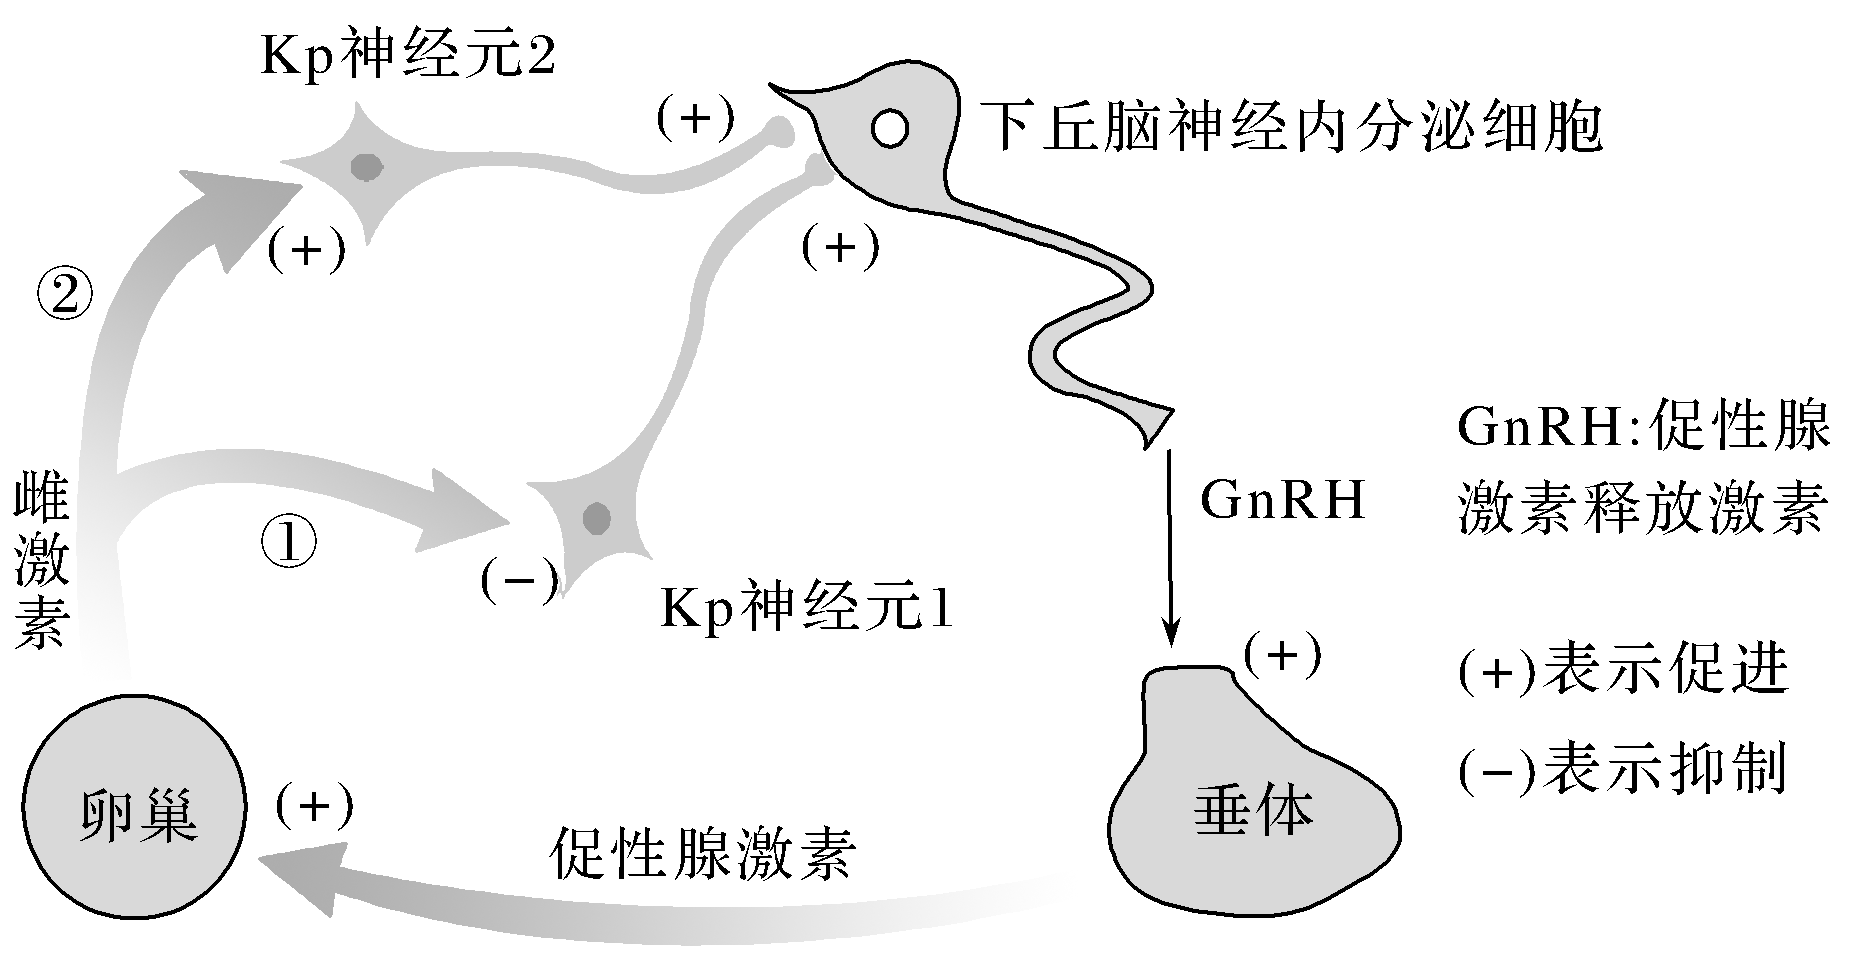 Kp神经元2
(+)
下丘脑神经内分泌细胞
(+)
(+)
②
雌激素
①
(-)
Kp神经元1
GnRH
GnRH:促性腺
激素释放激素
(+)
(+)表示促进
(-)表示抑制
卵巢
(+)
促性腺激素
垂体